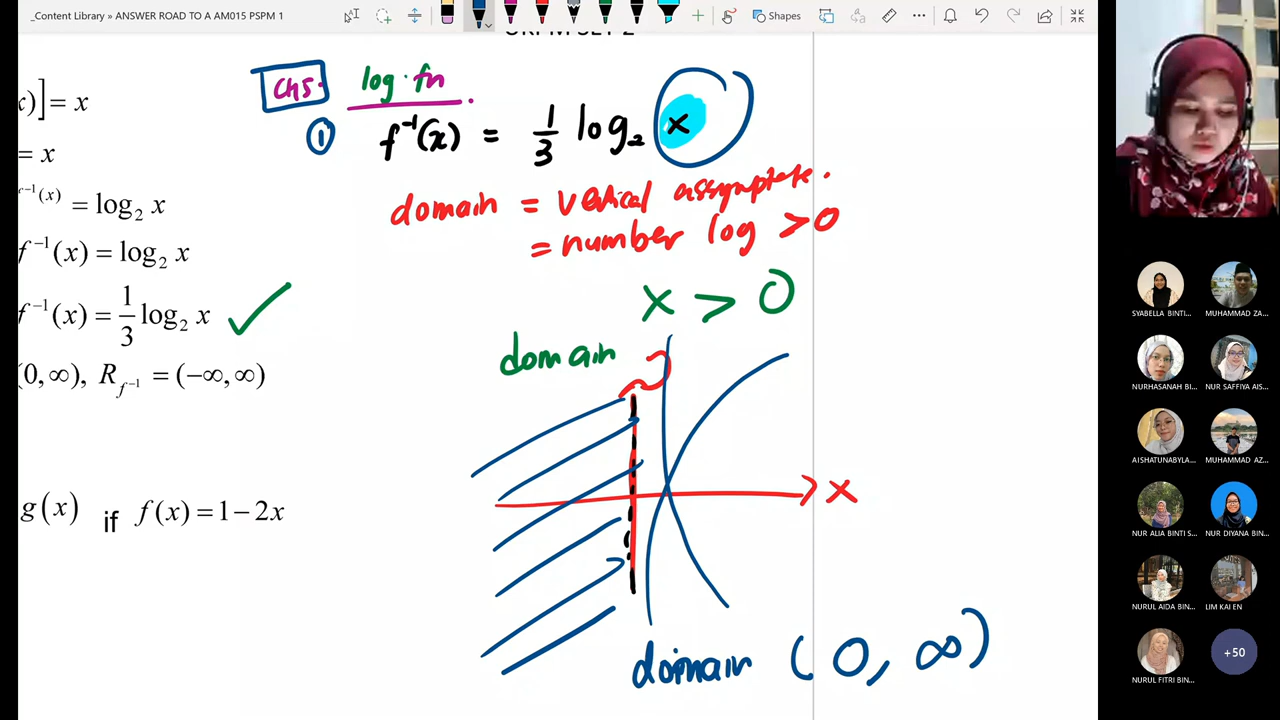 _Content Library » ANSWER ROAD TO A AM015 PSPM 1
Shapes
Ch5. log. fn
① f⁻¹(x) = 1/3 log₂ x
domain = vertical assymptote.
= number log > 0
x > 0
domain
x
domain (0, ∞)
x)] = x
= x
f⁻¹(x) = log₂ x
f⁻¹(x) = log₂ x
f⁻¹(x) = 1/3 log₂ x ✓
(0,∞), R_f⁻¹ = (−∞,∞)
g(x) if f(x) = 1 − 2x
SYABELLA BINTI...
MUHAMMAD ZA...
NURHASANAH BI...
NUR SAFFIYA AIS...
AISHATUNABYLA...
MUHAMMAD AZ...
NUR ALIA BINTI S...
NUR DIYANA BIN...
NURUL AIDA BIN...
LIM KAI EN
NURUL FITRI BIN...
+50